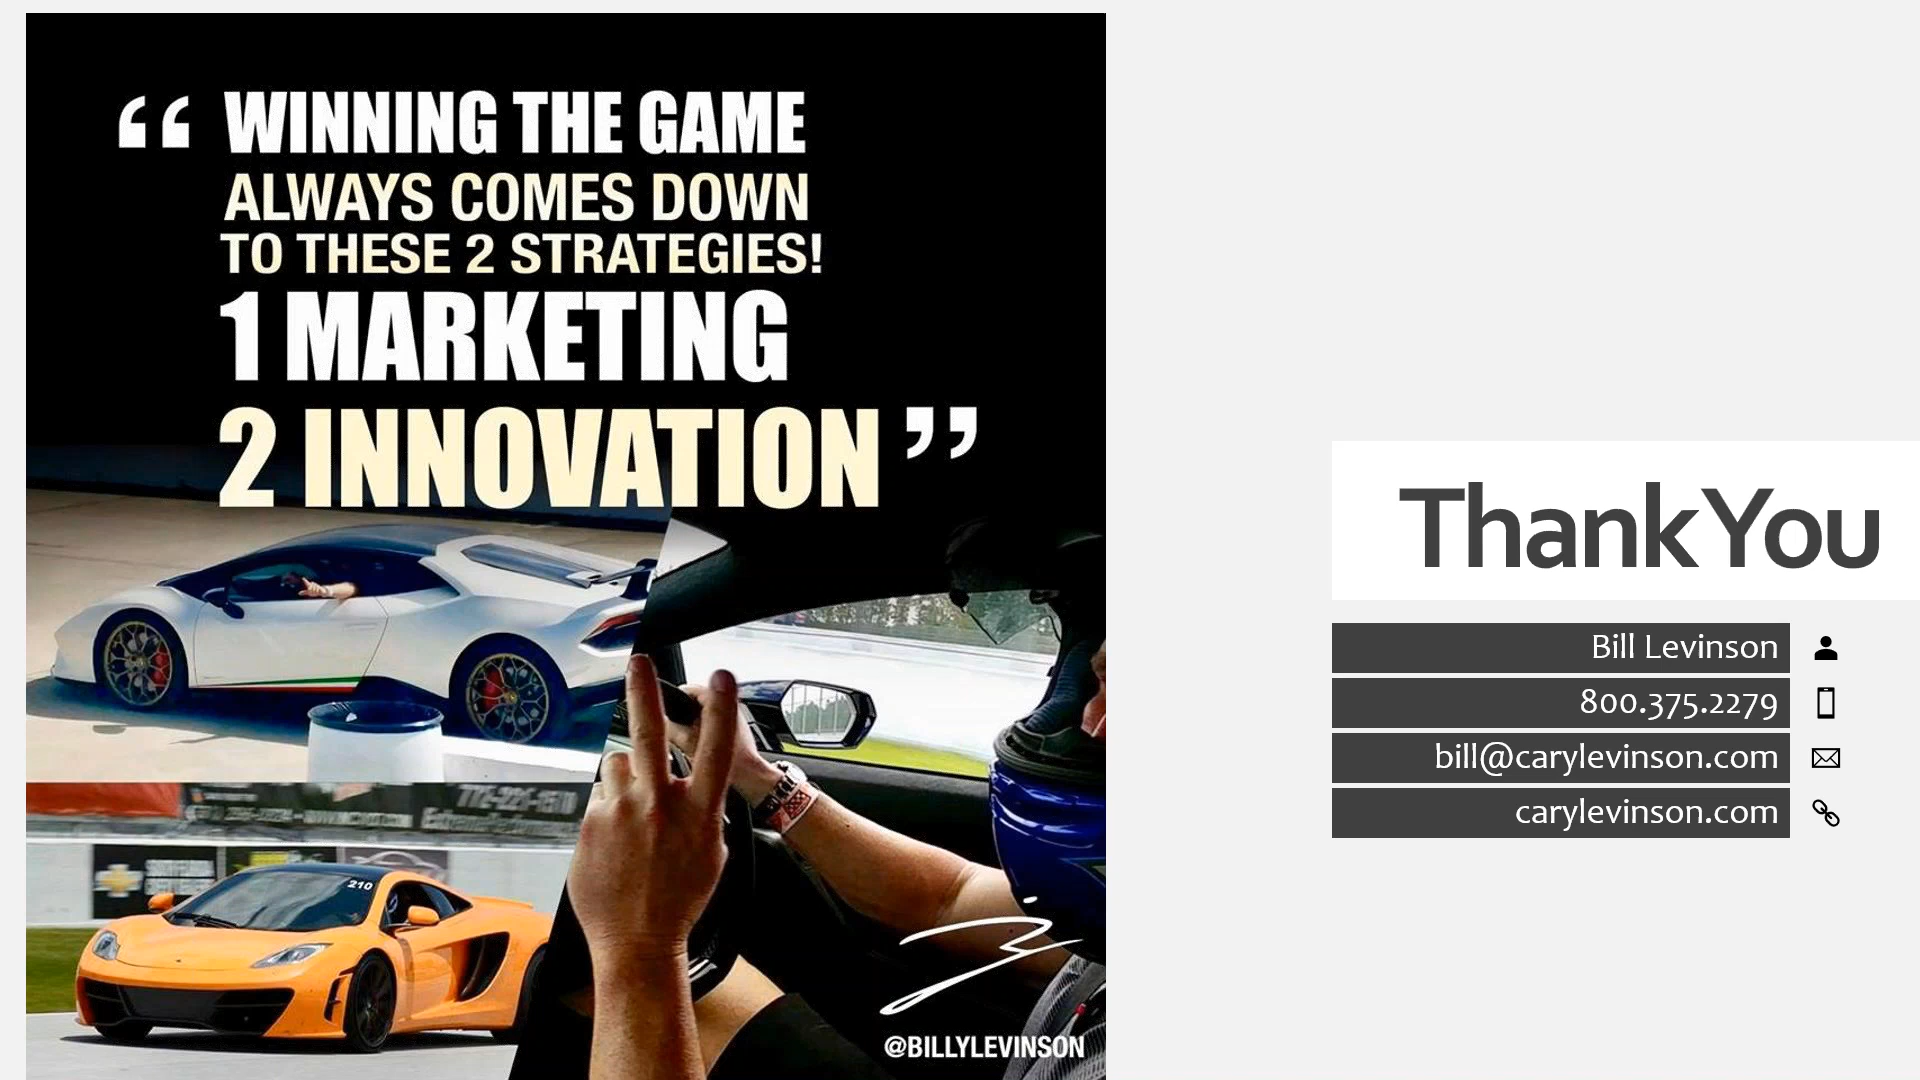 “ WINNING THE GAME
ALWAYS COMES DOWN
TO THESE 2 STRATEGIES!
1 MARKETING
2 INNOVATION ”
210
@BILLYLEVINSON
Thank You
Bill Levinson
800.375.2279
bill@carylevinson.com
carylevinson.com